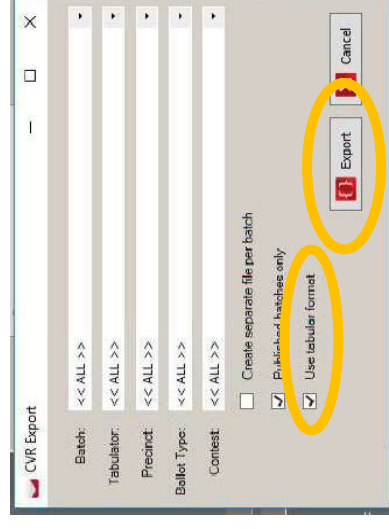 CVR Export
Batch: << ALL >>
Tabulator: << ALL >>
Precinct: << ALL >>
Ballot Type: << ALL >>
Contest: << ALL >>
Create separate file per batch
Published batches only
Use tabular format
Export Cancel